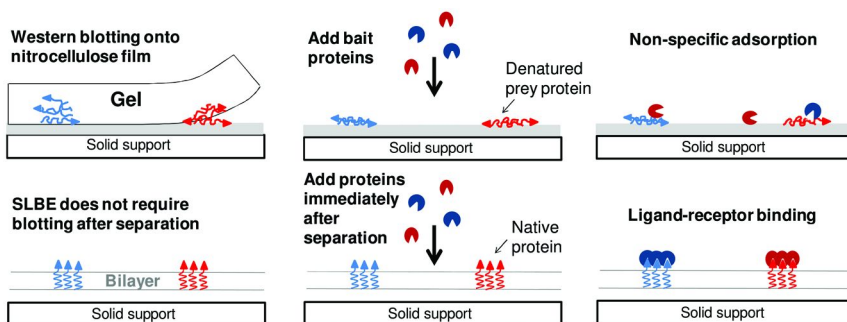 Western blotting onto
nitrocellulose film
Gel
Solid support
Add bait
proteins
Denatured
prey protein
Solid support
Non-specific adsorption
Solid support
SLBE does not require
blotting after separation
Bilayer
Solid support
Add proteins
immediately
after
separation
Native
protein
Solid support
Ligand-receptor binding
Solid support